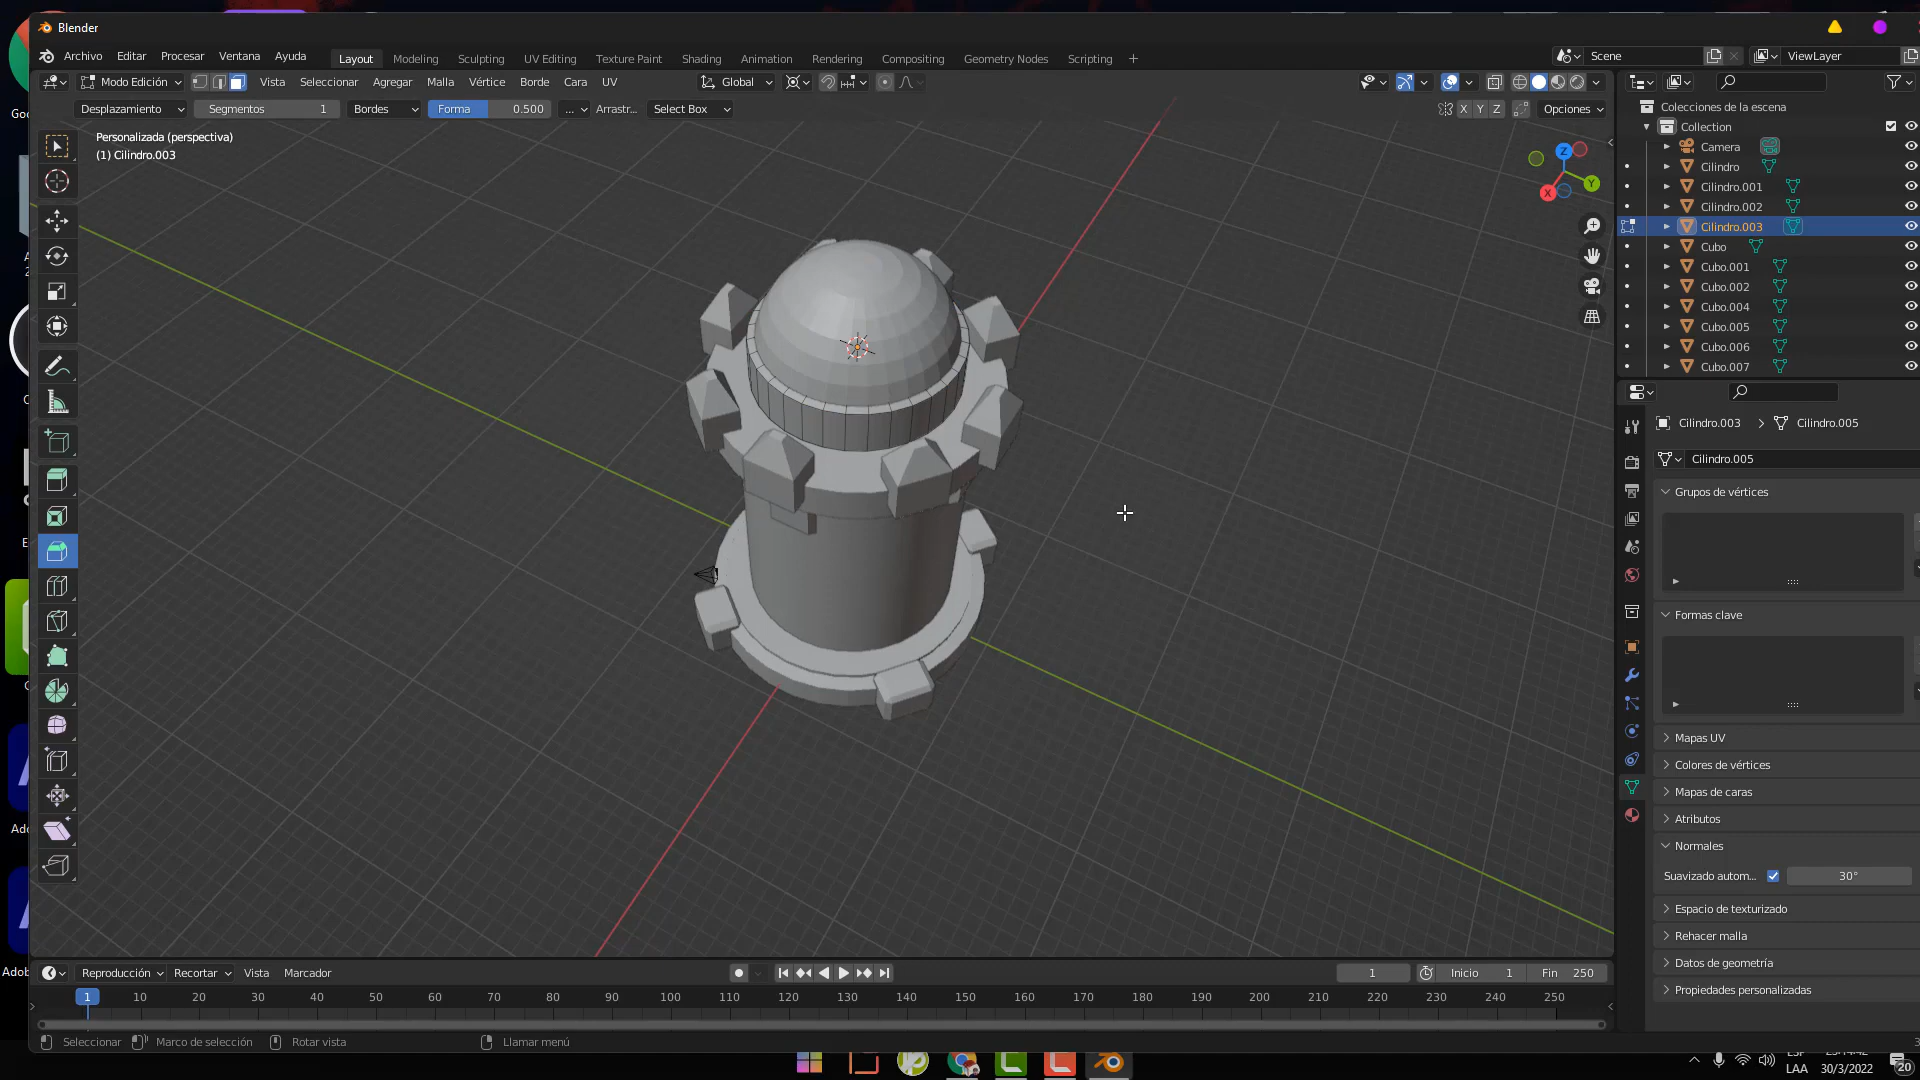 Blender
Archivo Editar Procesar Ventana Ayuda Layout Modeling Sculpting UV Editing Texture Paint Shading Animation Rendering Compositing Geometry Nodes Scripting + Scene ViewLayer
Modo Edición Vista Seleccionar Agregar Malla Vértice Borde Cara UV Global
Desplazamiento Segmentos 1 Bordes Forma 0.500 ... Arrastr... Select Box X Y Z Opciones
Personalizada (perspectiva)
(1) Cilindro.003
Z
Y
X
Colecciones de la escena
Collection
Camera
Cilindro
Cilindro.001
Cilindro.002
Cilindro.003
Cubo
Cubo.001
Cubo.002
Cubo.004
Cubo.005
Cubo.006
Cubo.007
Cilindro.003 > Cilindro.005
Cilindro.005
Grupos de vértices
Formas clave
Mapas UV
Colores de vértices
Mapas de caras
Atributos
Normales
Suavizado autom... 30°
Espacio de texturizado
Rehacer malla
Datos de geometría
Propiedades personalizadas
Reproducción Recortar Vista Marcador 1 Inicio 1 Fin 250
1 10 20 30 40 50 60 70 80 90 100 110 120 130 140 150 160 170 180 190 200 210 220 230 240 250
Seleccionar Marco de selección Rotar vista Llamar menú
LAA 30/3/2022 20